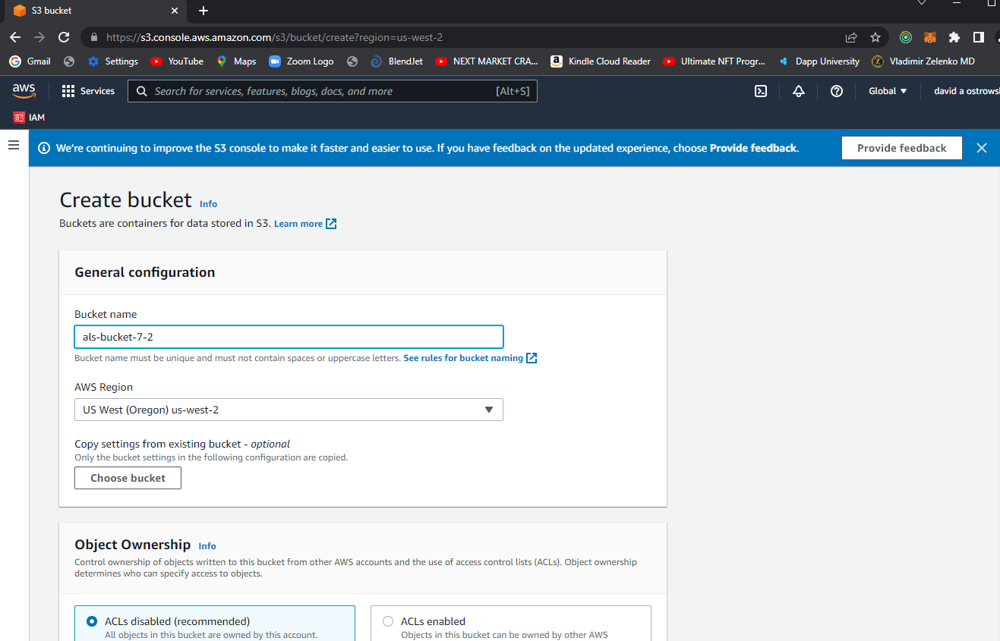 S3 bucket
https://s3.console.aws.amazon.com/s3/bucket/create?region=us-west-2
Gmail Settings YouTube Maps Zoom Logo BlendJet NEXT MARKET CRA... Kindle Cloud Reader Ultimate NFT Progr... Dapp University Vladimir Zelenko MD
aws Services Search for services, features, blogs, docs, and more [Alt+S] Global david a ostrows
IAM
We're continuing to improve the S3 console to make it faster and easier to use. If you have feedback on the updated experience, choose Provide feedback. Provide feedback
Create bucket Info
Buckets are containers for data stored in S3. Learn more
General configuration
Bucket name
als-bucket-7-2
Bucket name must be unique and must not contain spaces or uppercase letters. See rules for bucket naming
AWS Region
US West (Oregon) us-west-2
Copy settings from existing bucket - optional
Only the bucket settings in the following configuration are copied.
Choose bucket
Object Ownership Info
Control ownership of objects written to this bucket from other AWS accounts and the use of access control lists (ACLs). Object ownership
determines who can specify access to objects.
ACLs disabled (recommended)
All objects in this bucket are owned by this account.
ACLs enabled
Objects in this bucket can be owned by other AWS